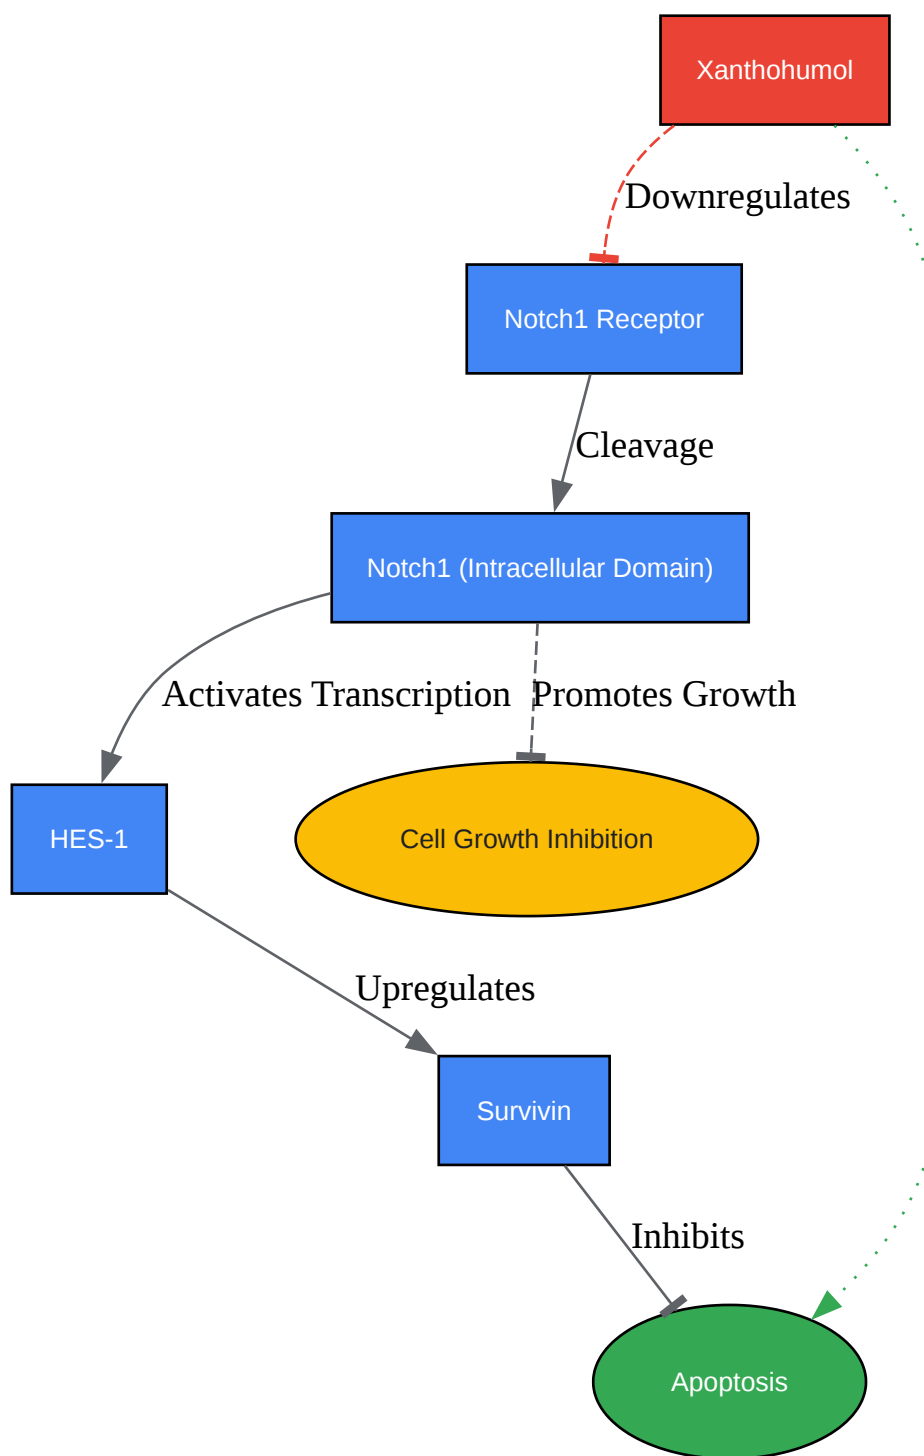 Xanthohumol
Downregulates
Notch1 Receptor
Cleavage
Notch1 (Intracellular Domain)
Activates Transcription
Promotes Growth
HES-1
Cell Growth Inhibition
Upregulates
Survivin
Inhibits
Apoptosis